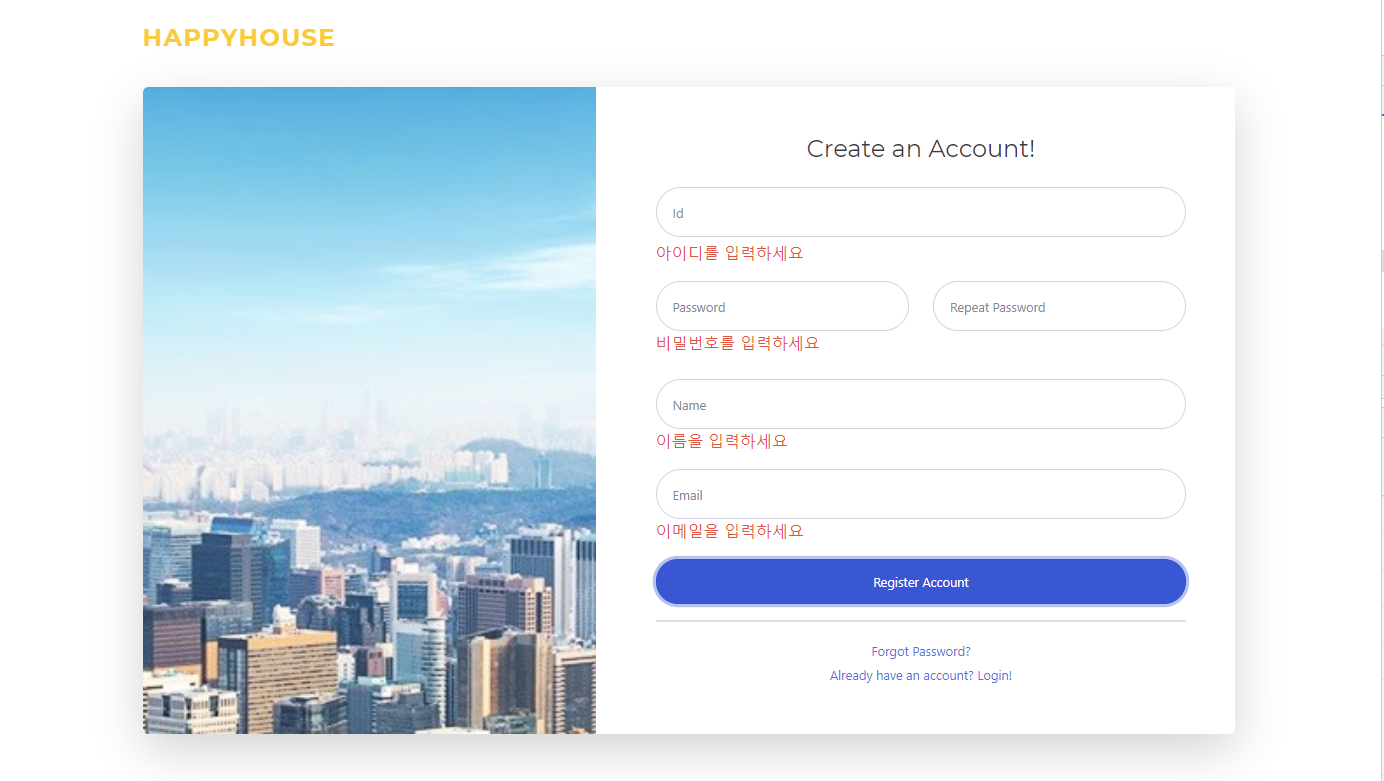 HAPPYHOUSE
Create an Account!
Id
아이디를 입력하세요
Password
Repeat Password
비밀번호를 입력하세요
Name
이름을 입력하세요
Email
이메일을 입력하세요
Register Account
Forgot Password?
Already have an account? Login!